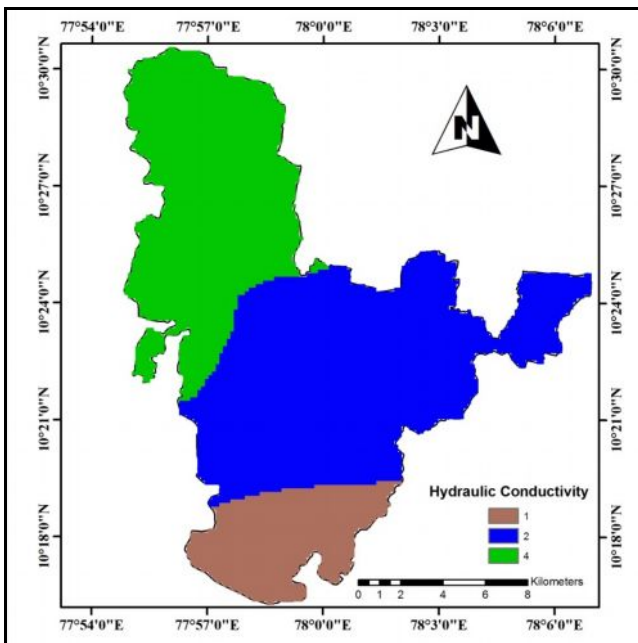 77°54'0"E 77°57'0"E 78°0'0"E 78°3'0"E 78°6'0"E
10°30'0"N 10°30'0"N
N
10°27'0"N 10°27'0"N
10°24'0"N 10°24'0"N
10°21'0"N 10°21'0"N
Hydraulic Conductivity
1
2
4
10°18'0"N 10°18'0"N
Kilometers
0 1 2 4 6 8
77°54'0"E 77°57'0"E 78°0'0"E 78°3'0"E 78°6'0"E